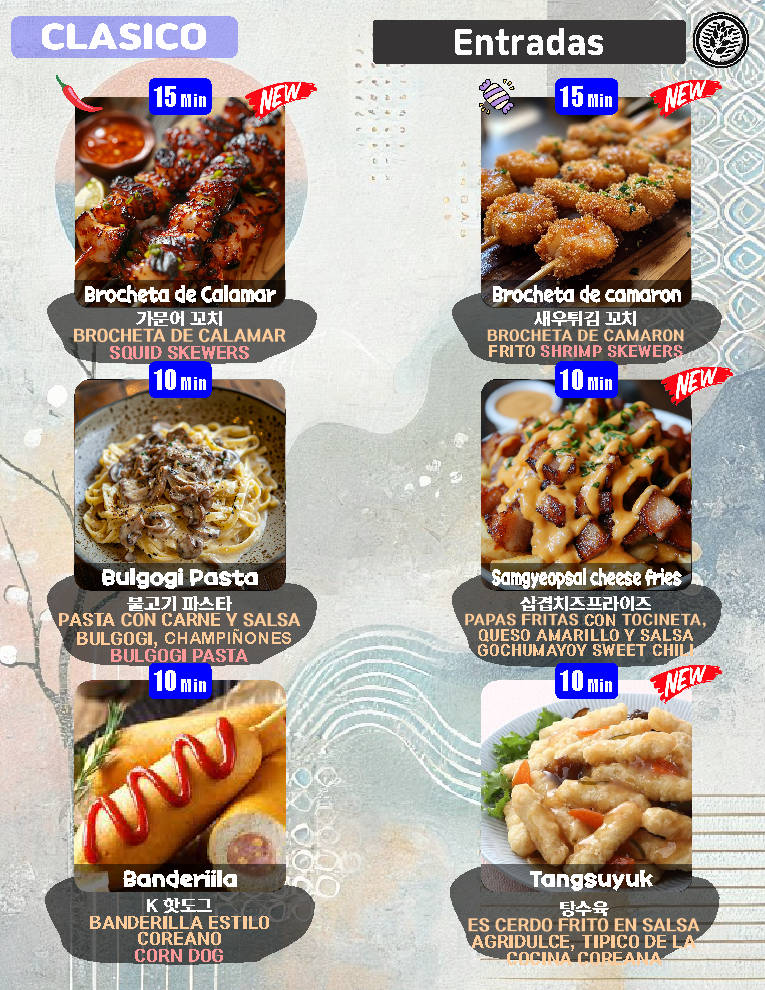 CLASICO
Entradas
15 Min
NEW
Brocheta de Calamar
가문어 꼬치
BROCHETA DE CALAMAR
SQUID SKEWERS
15 Min
NEW
Brocheta de camaron
새우튀김 꼬치
BROCHETA DE CAMARON
FRITO SHRIMP SKEWERS
10 Min
Bulgogi Pasta
불고기 파스타
PASTA CON CARNE Y SALSA
BULGOGI, CHAMPIÑONES
BULGOGI PASTA
10 Min
NEW
Samgyeopsal cheese fries
삼겹치즈프라이즈
PAPAS FRITAS CON TOCINETA,
QUESO AMARILLO Y SALSA
GOCHUMAYOY SWEET CHILI
10 Min
Banderiila
K 핫도그
BANDERILLA ESTILO
COREANO
CORN DOG
10 Min
NEW
Tangsuyuk
탕수육
ES CERDO FRITO EN SALSA
AGRIDULCE, TIPICO DE LA
COCINA COREANA